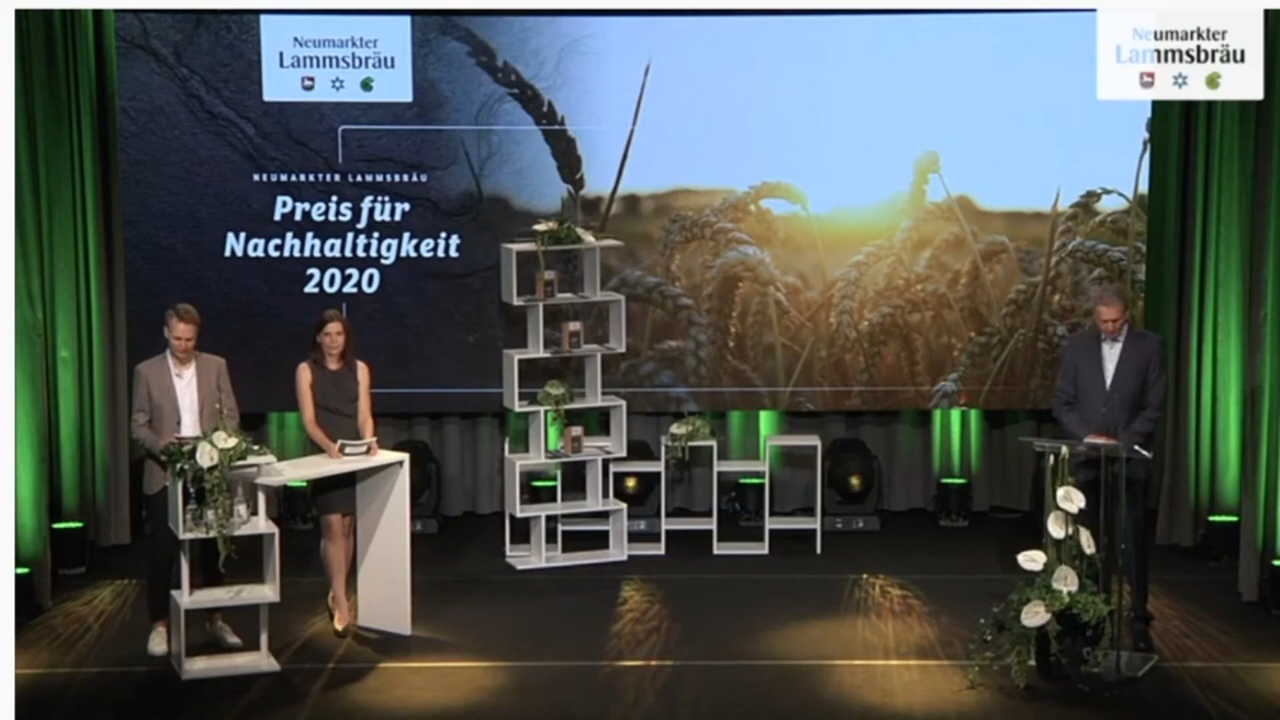 Neumarkter
Lammsbräu
Neumarkter
Lammsbräu
NEUMARKTER LAMMSBRÄU
Preis für
Nachhaltigkeit
2020